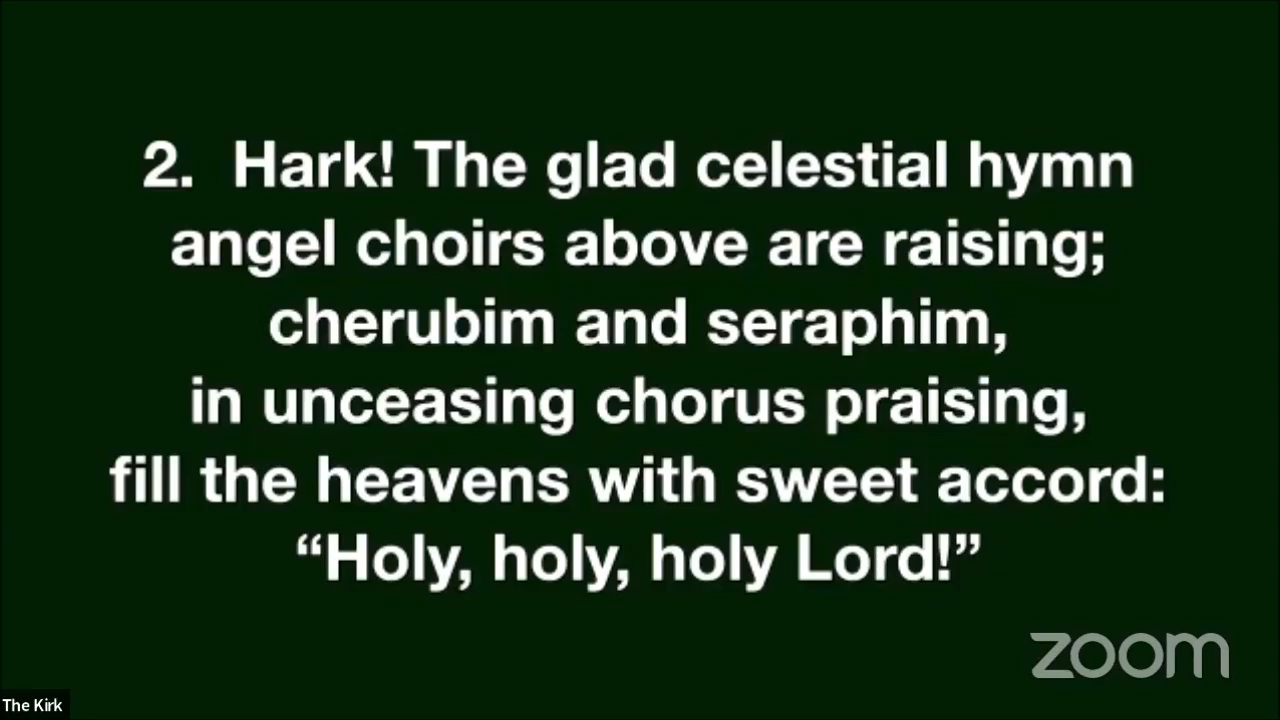 2. Hark! The glad celestial hymn
angel choirs above are raising;
cherubim and seraphim,
in unceasing chorus praising,
fill the heavens with sweet accord:
“Holy, holy, holy Lord!”
zoom
The Kirk